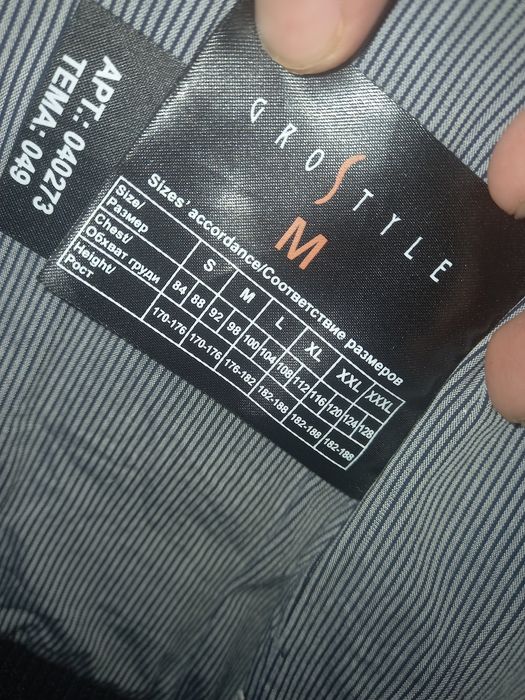 АРТ.: 040273
ТЕМА: 049
GROSTYLE
M
Sizes' accordance/Соответствие размеров
Size/ Размер S M L XL XXL XXXL
Chest/ Обхват груди 84 88 92 98 100 104 108 112 116 120 124 128
Height/ Рост 170-176 170-176 176-182 182-188 182-188 182-188